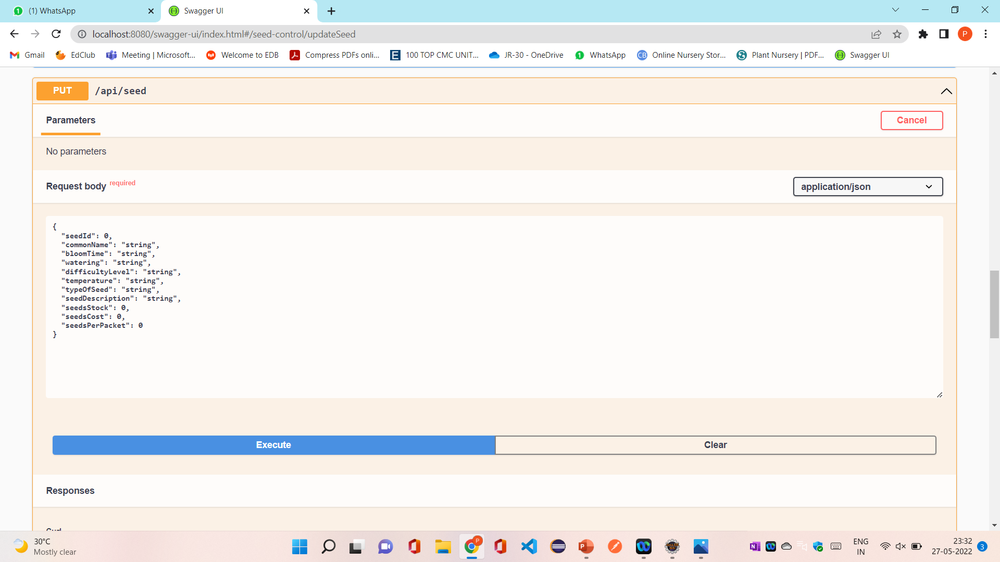 (1) WhatsApp
Swagger UI
localhost:8080/swagger-ui/index.html#/seed-control/updateSeed
P
Gmail
EdClub
Meeting | Microsoft...
Welcome to EDB
Compress PDFs onli...
100 TOP CMC UNIT...
JR-30 - OneDrive
WhatsApp
Online Nursery Stor...
Plant Nursery | PDF...
Swagger UI
PUT /api/seed
Parameters
Cancel
No parameters
Request body required
application/json
{
"seedId": 0,
"commonName": "string",
"bloomTime": "string",
"watering": "string",
"difficultyLevel": "string",
"temperature": "string",
"typeOfSeed": "string",
"seedDescription": "string",
"seedsStock": 0,
"seedsCost": 0,
"seedsPerPacket": 0
}
Execute
Clear
Responses
Curl
30°C
Mostly clear
ENG
IN
23:32
27-05-2022
3